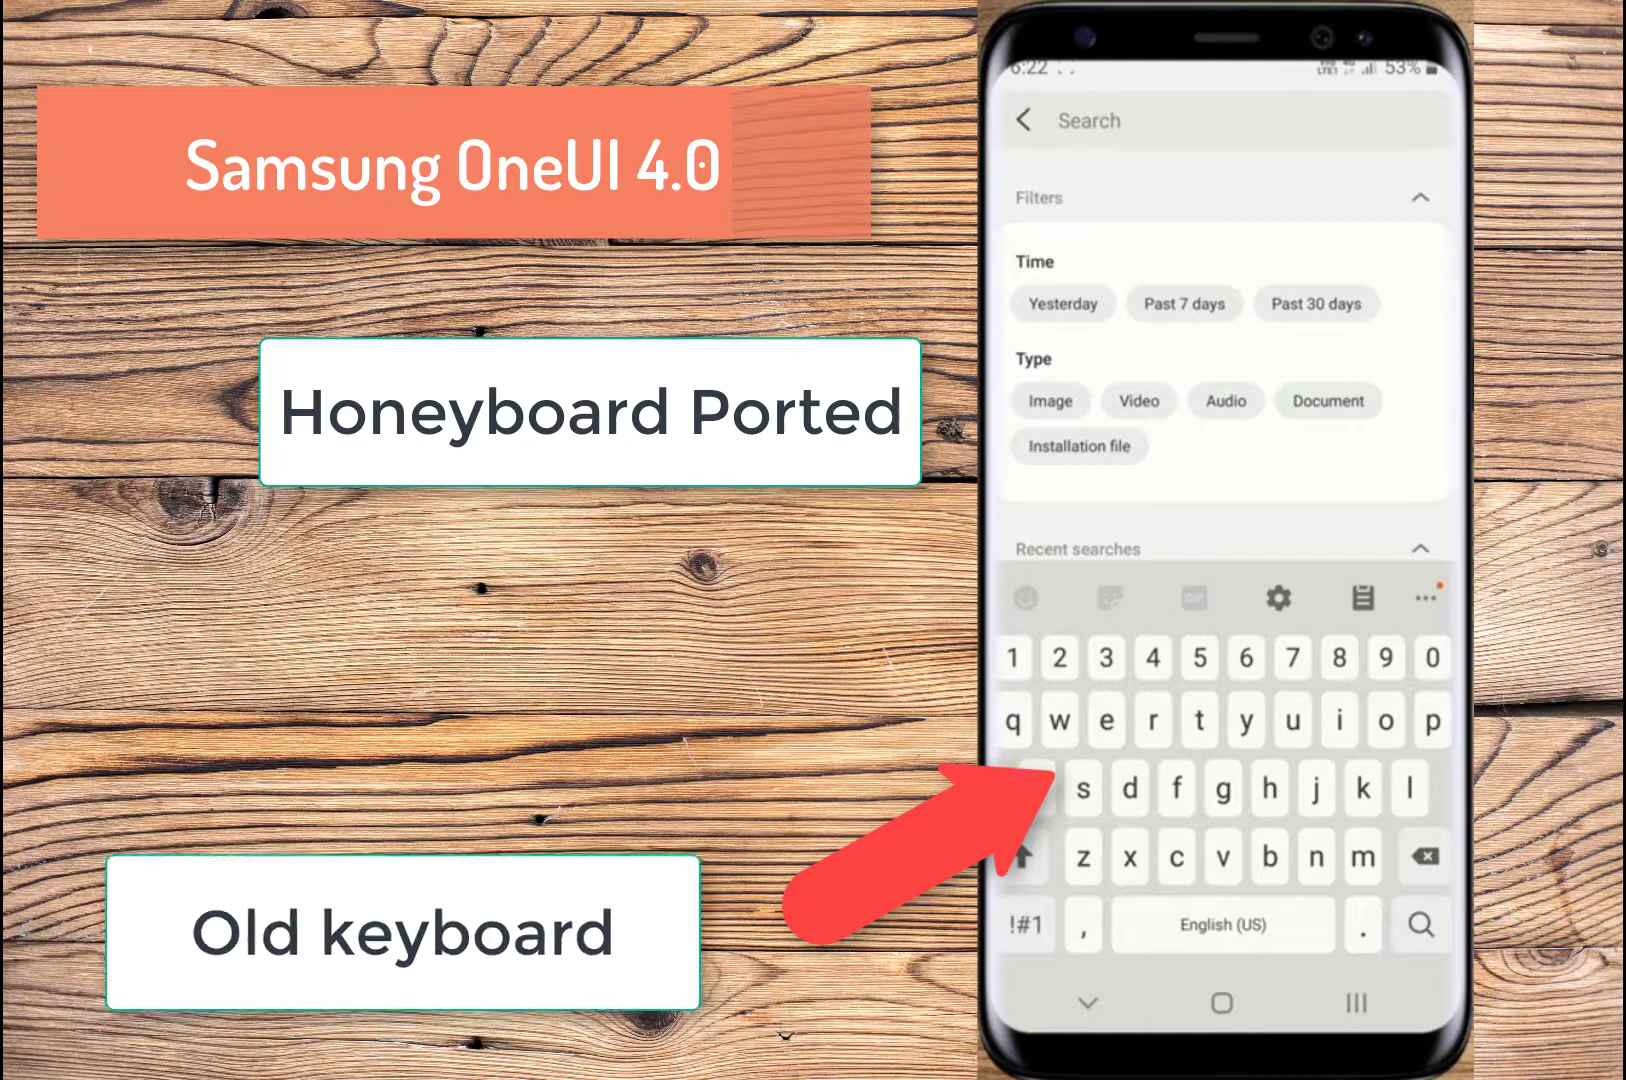 Samsung OneUI 4.0
Honeyboard Ported
Old keyboard
6:22
53%
Search
Filters
Time
Yesterday Past 7 days Past 30 days
Type
Image Video Audio Document
Installation file
Recent searches
1 2 3 4 5 6 7 8 9 0
q w e r t y u i o p
s d f g h j k l
z x c v b n m
!#1 , English (US) .